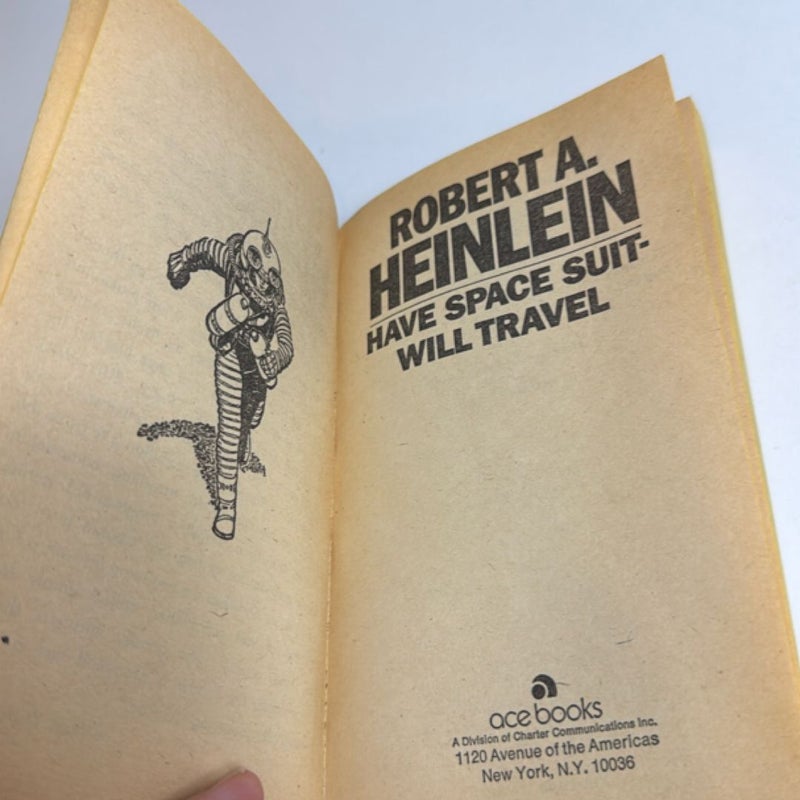 ROBERT A.
HEINLEIN
HAVE SPACE SUIT-
WILL TRAVEL
ace books
A Division of Charter Communications Inc.
1120 Avenue of the Americas
New York, N.Y. 10036